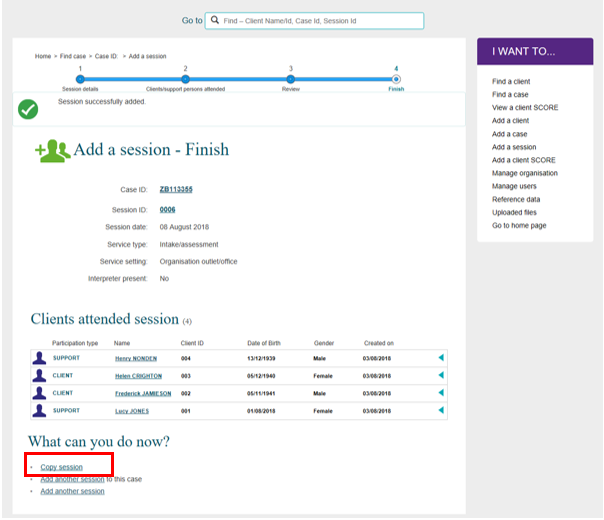 Go to Find – Client Name/Id, Case Id, Session Id
I WANT TO...
Find a client
Find a case
View a client SCORE
Add a client
Add a case
Add a session
Add a client SCORE
Manage organisation
Manage users
Reference data
Uploaded files
Go to home page
Home » Find case » Case ID: » Add a session
1 2 3 4
Session details Clients/support persons attended Review Finish
Session successfully added.
Add a session - Finish
Case ID: ZB113355
Session ID: 0006
Session date: 08 August 2018
Service type: Intake/assessment
Service setting: Organisation outlet/office
Interpreter present: No
Clients attended session (4)
Participation type Name Client ID Date of Birth Gender Created on
SUPPORT Henry NONDEN 004 13/12/1939 Male 03/08/2018
CLIENT Helen CRIGHTON 003 05/12/1940 Female 03/08/2018
CLIENT Frederick JAMIESON 002 05/11/1941 Male 03/08/2018
SUPPORT Lucy JONES 001 01/08/2018 Female 03/08/2018
What can you do now?
• Copy session
• Add another session to this case
• Add another session